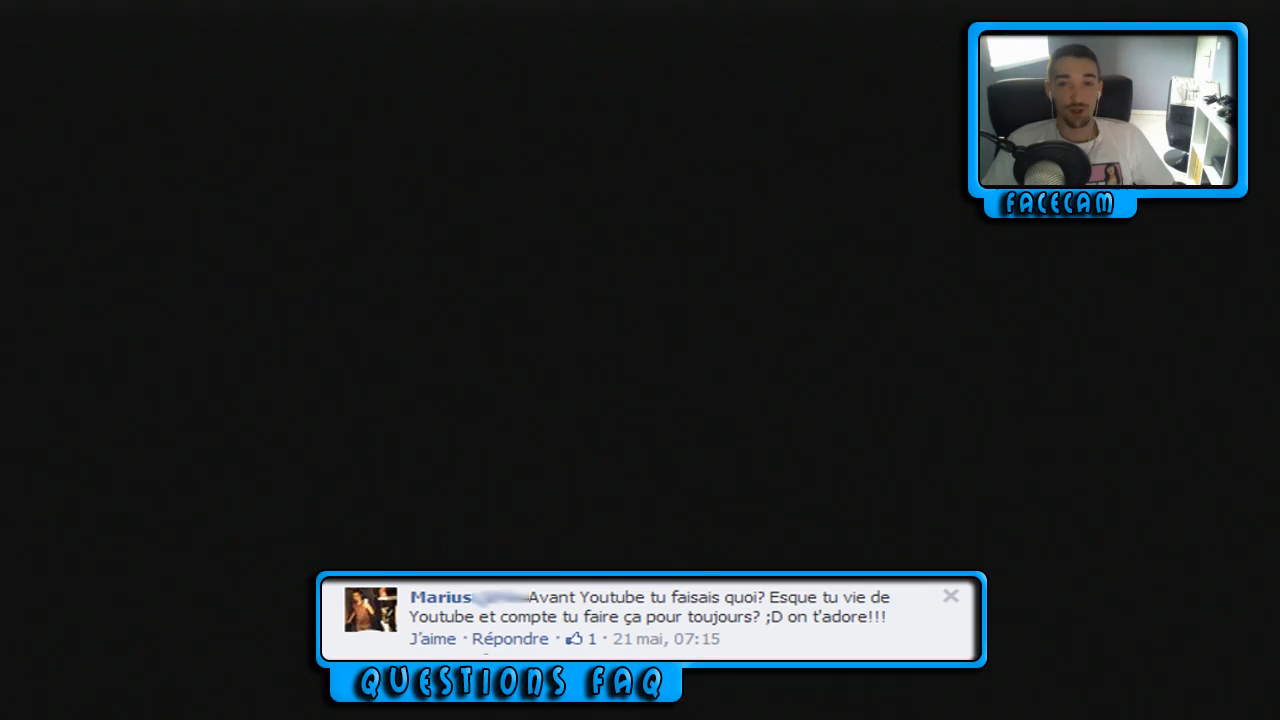 FACECAM
Marius Avant Youtube tu faisais quoi? Esque tu vie de
Youtube et compte tu faire ça pour toujours? ;D on t'adore!!!
J'aime · Répondre · 1 · 21 mai, 07:15
QUESTIONS FAQ